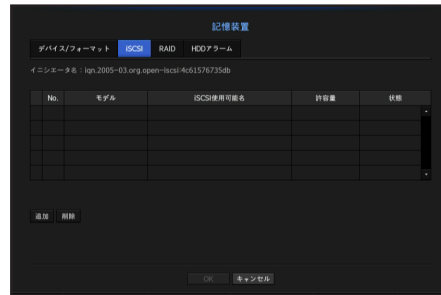 記憶装置
デバイス/フォーマット iSCSI RAID HDDアラーム
イニシエータ名 : iqn.2005-03.org.open-iscsi:4c61576735db
No. モデル iSCSI使用可能名 許容量 状態
追加 削除
OK キャンセル